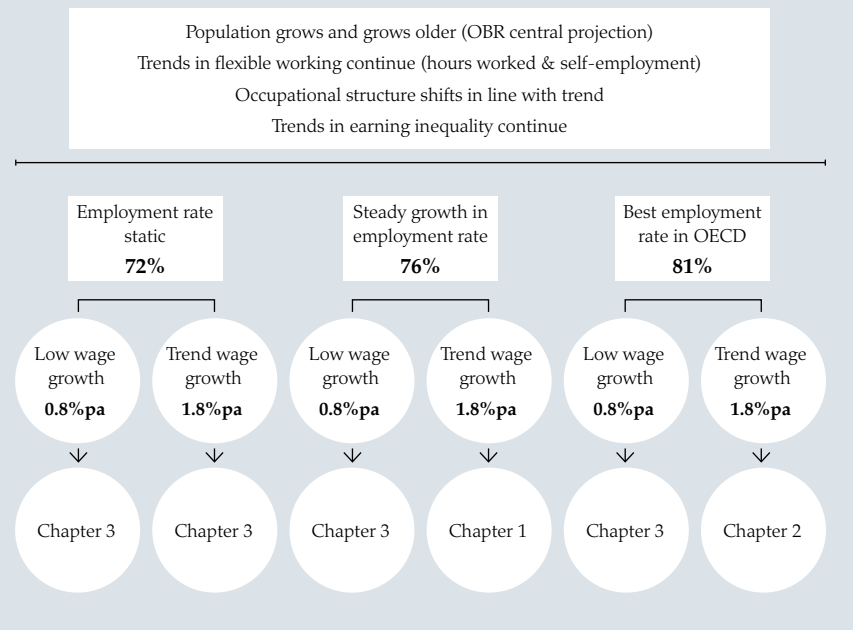 Population grows and grows older (OBR central projection)
Trends in flexible working continue (hours worked & self-employment)
Occupational structure shifts in line with trend
Trends in earning inequality continue
Employment rate
static
72%
Steady growth in
employment rate
76%
Best employment
rate in OECD
81%
Low wage
growth
0.8%pa
Trend wage
growth
1.8%pa
Low wage
growth
0.8%pa
Trend wage
growth
1.8%pa
Low wage
growth
0.8%pa
Trend wage
growth
1.8%pa
Chapter 3
Chapter 3
Chapter 3
Chapter 1
Chapter 3
Chapter 2